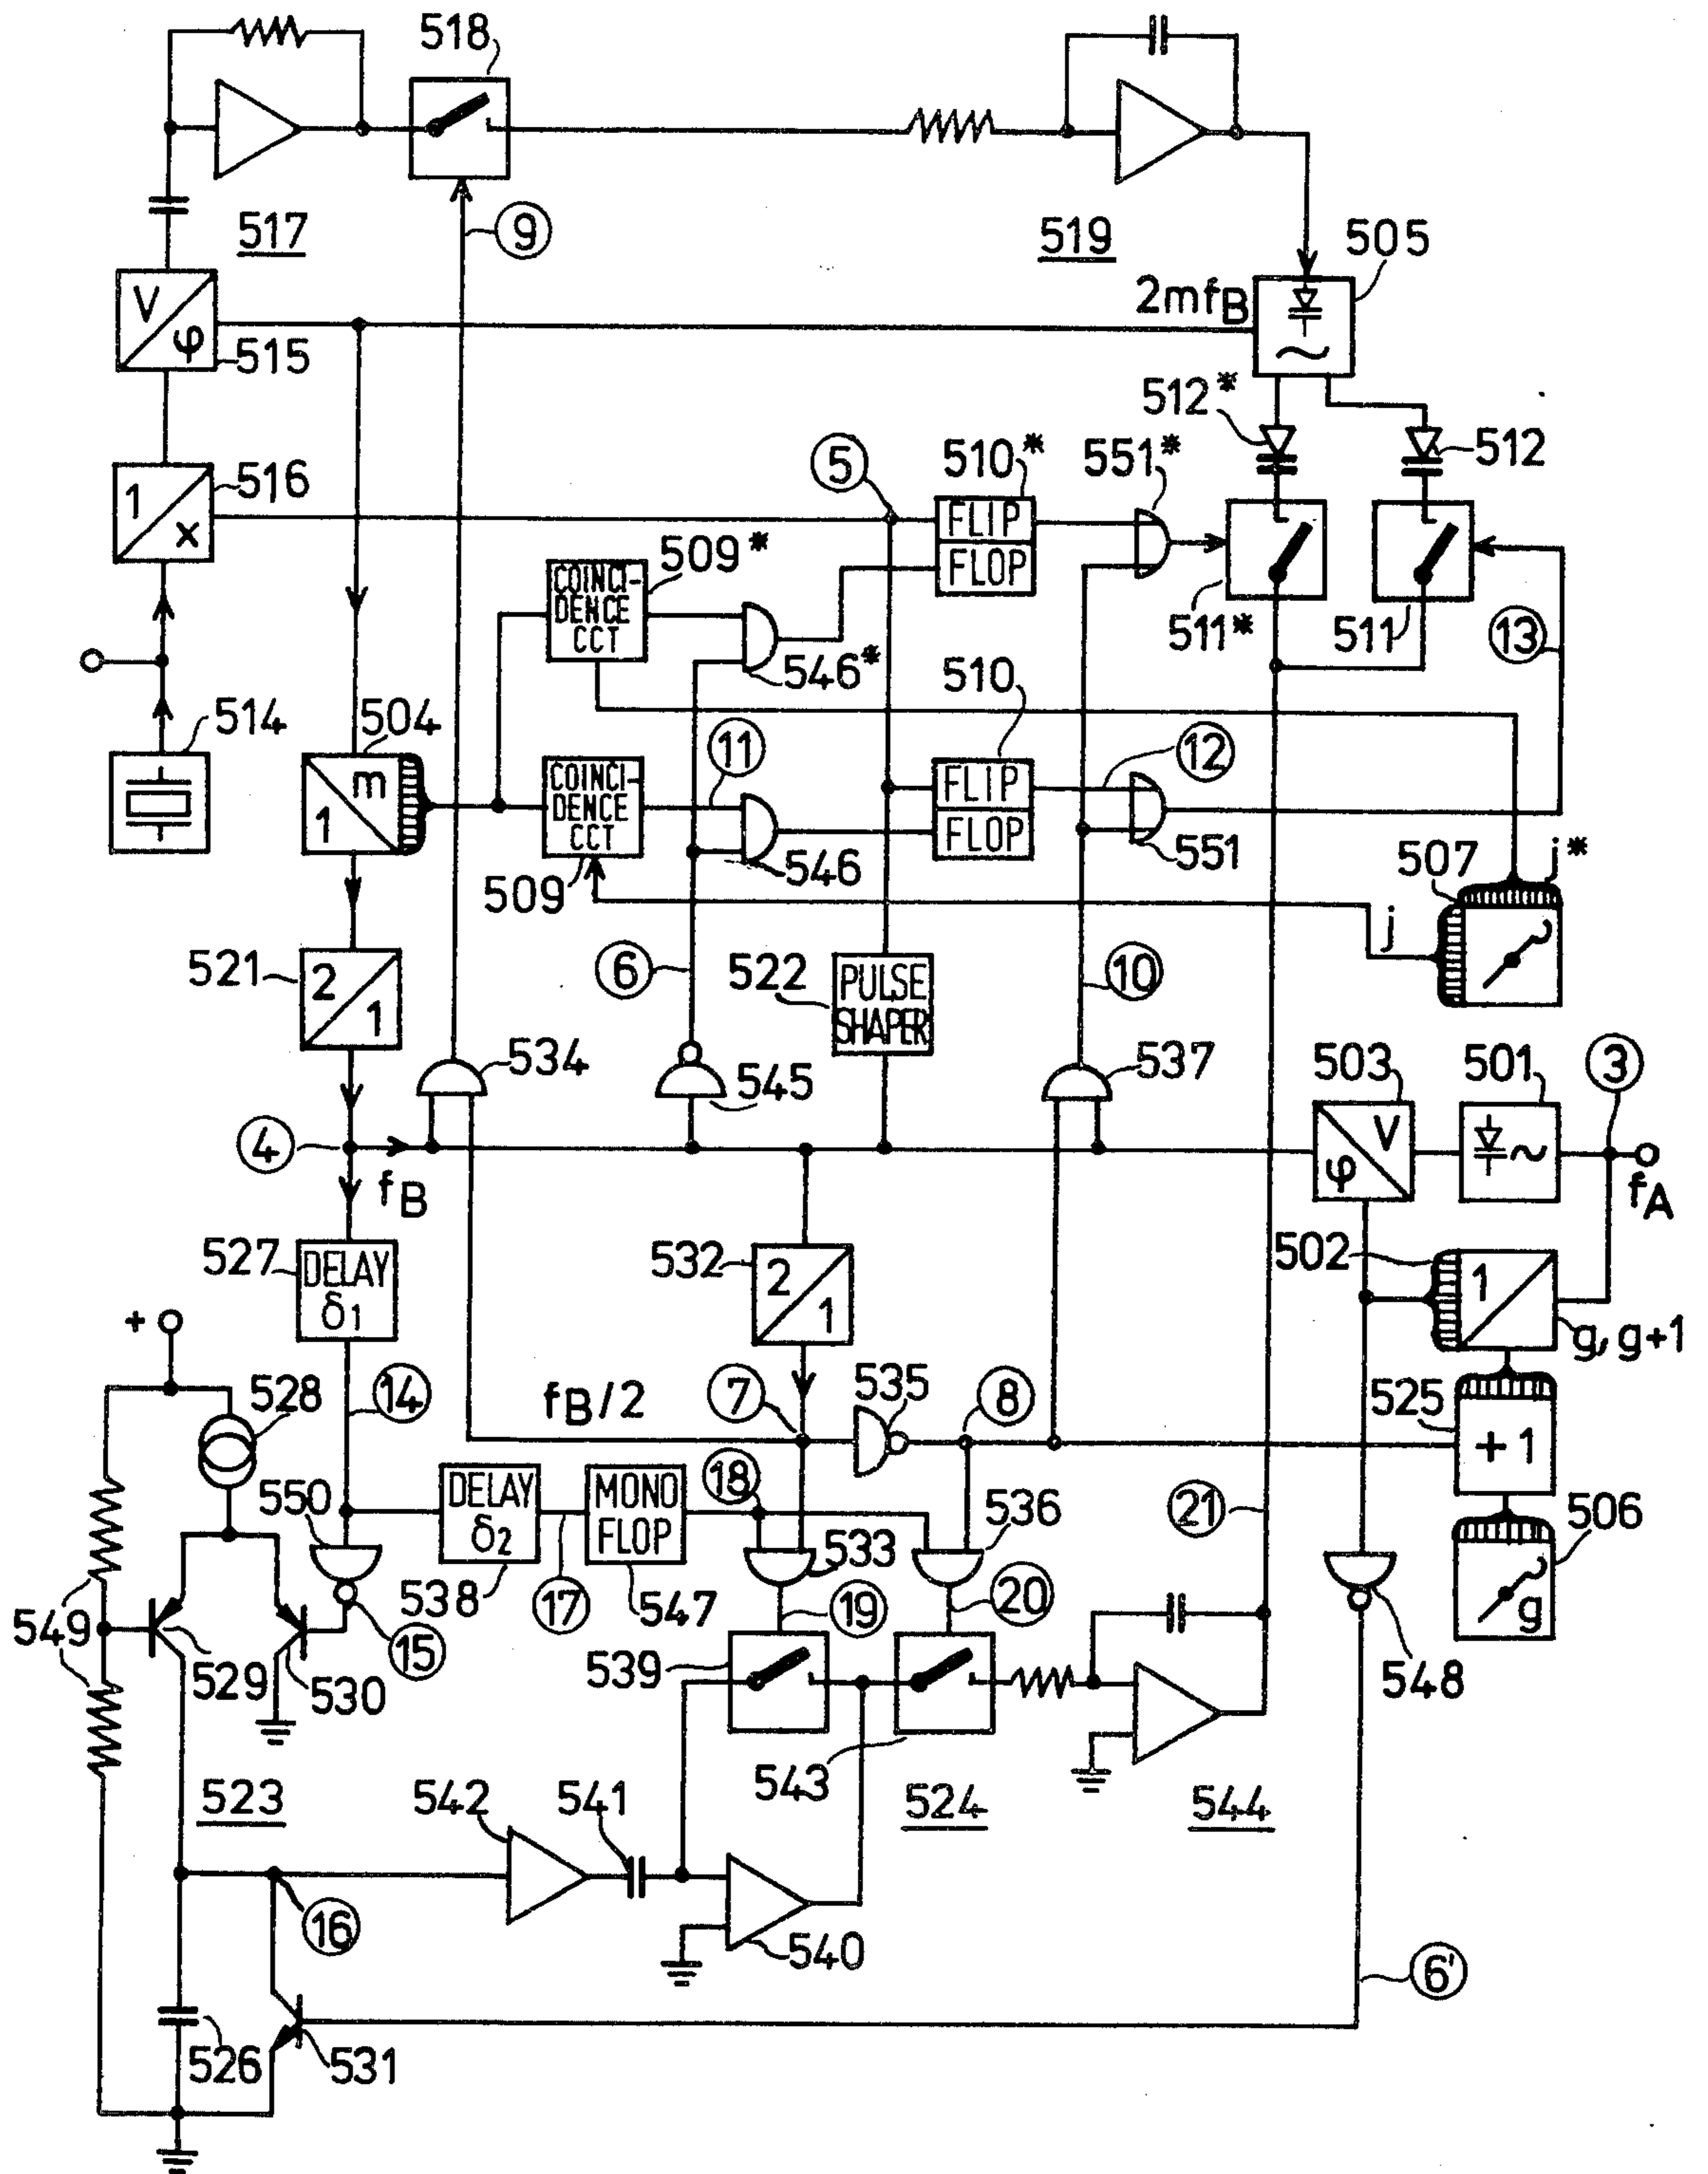 518
517
9
519
505
2mfB
V
φ
515
512*
512
5
510*
551*
1
x
516
FLIP
FLOP
509*
COINCI-
DENCE
CCT
511*
511
13
546*
510
514
504
m
1
11
12
COINCI-
DENCE
CCT
FLIP
FLOP
551
509
546
507
j*
j
521
2
1
6
522
PULSE
SHAPER
10
534
545
537
503
501
3
V
φ
~
4
fB
fA
502
1
g, g+1
527
DELAY
δ1
532
2
1
+
528
14
fB/2
7
535
8
525
+1
550
DELAY
δ2
MONO
FLOP
18
536
21
506
g
533
538
17
547
19
20
549
15
529
530
539
548
543
523
542
541
524
544
16
540
6'
526
531